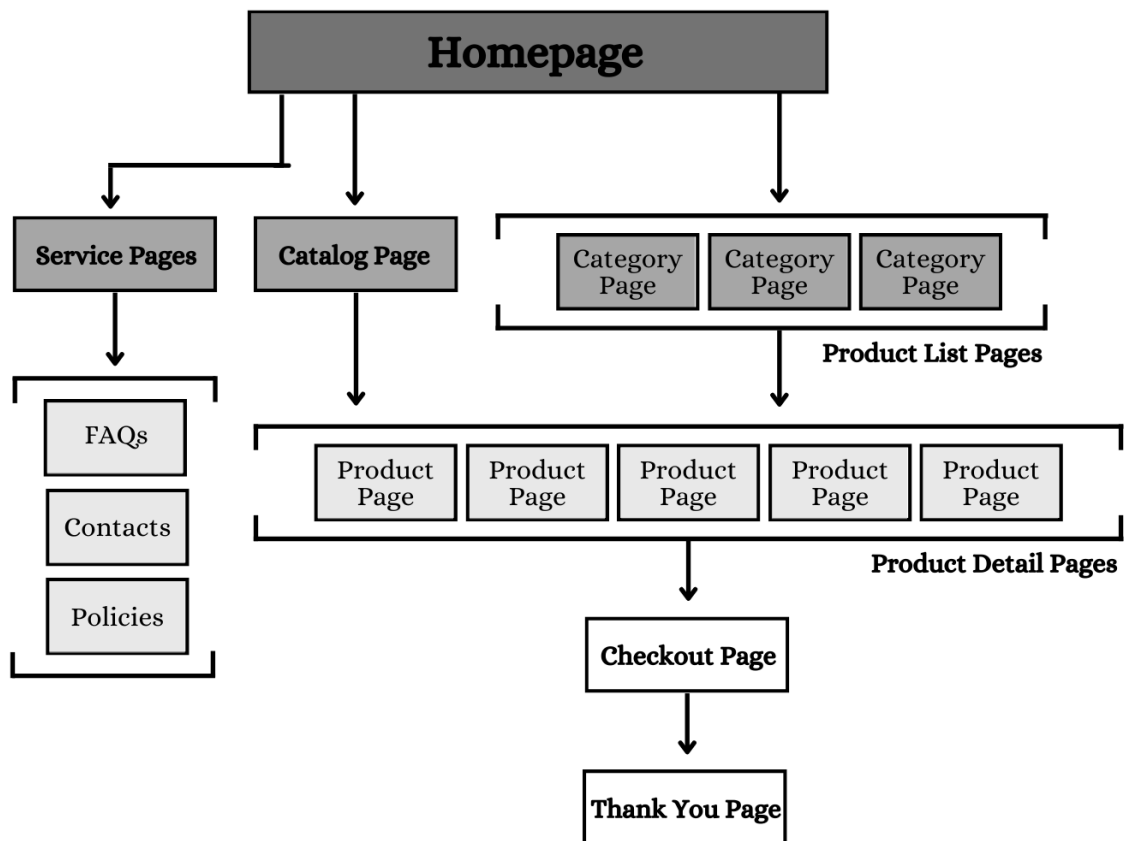 Homepage
Service Pages
Catalog Page
Category
Page
Category
Page
Category
Page
Product List Pages
FAQs
Contacts
Policies
Product
Page
Product
Page
Product
Page
Product
Page
Product
Page
Product Detail Pages
Checkout Page
Thank You Page